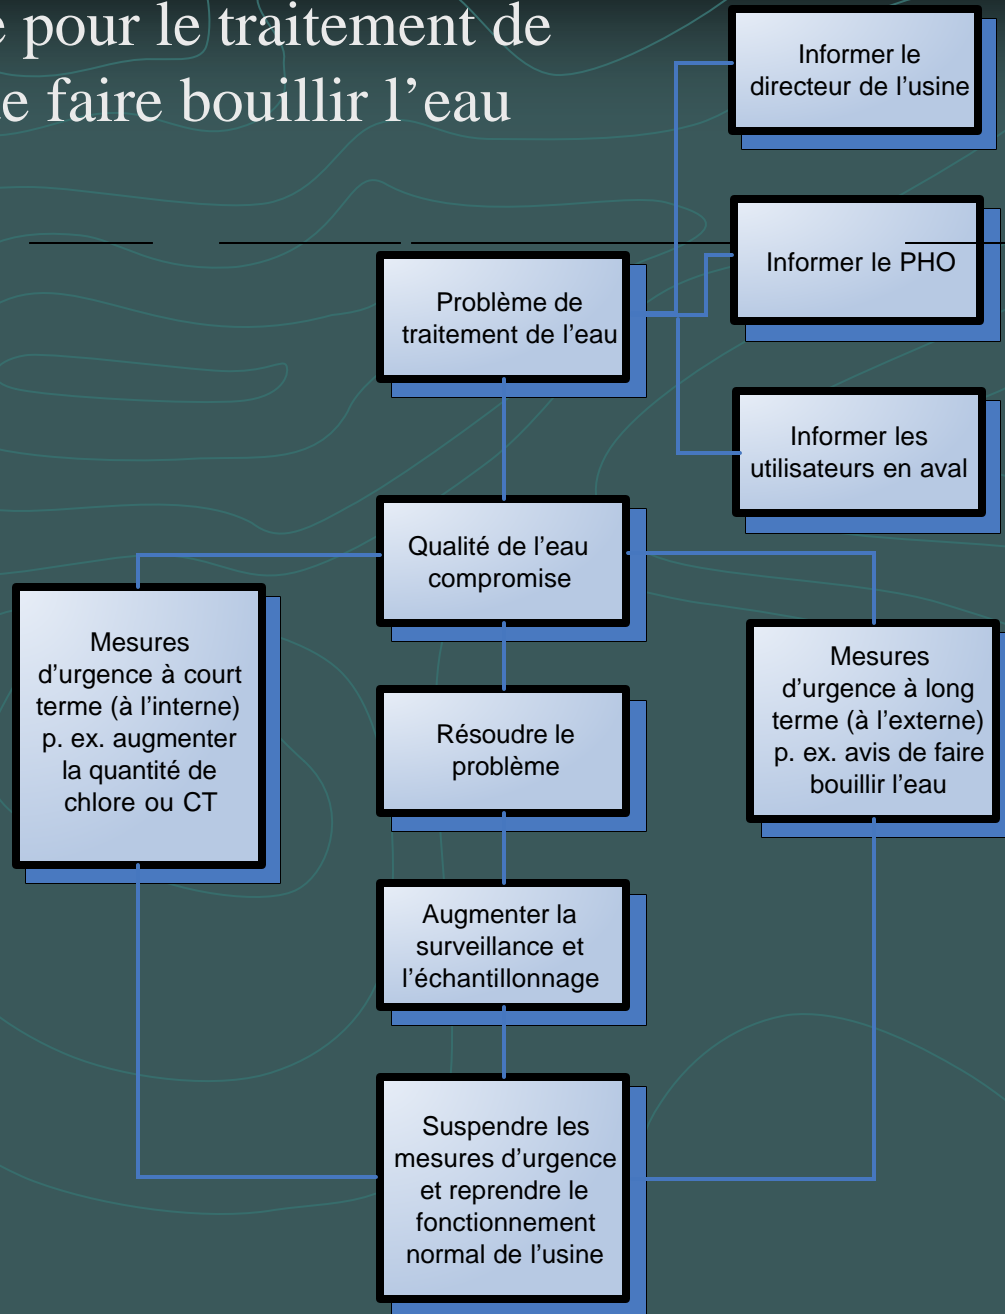 e pour le traitement de
e faire bouillir l’eau
Informer le
directeur de l’usine
Informer le PHO
Problème de
traitement de l’eau
Informer les
utilisateurs en aval
Qualité de l’eau
compromise
Mesures
d’urgence à court
terme (à l’interne)
p. ex. augmenter
la quantité de
chlore ou CT
Mesures
d’urgence à long
terme (à l’externe)
p. ex. avis de faire
bouillir l’eau
Résoudre le
problème
Augmenter la
surveillance et
l’échantillonnage
Suspendre les
mesures d’urgence
et reprendre le
fonctionnement
normal de l’usine